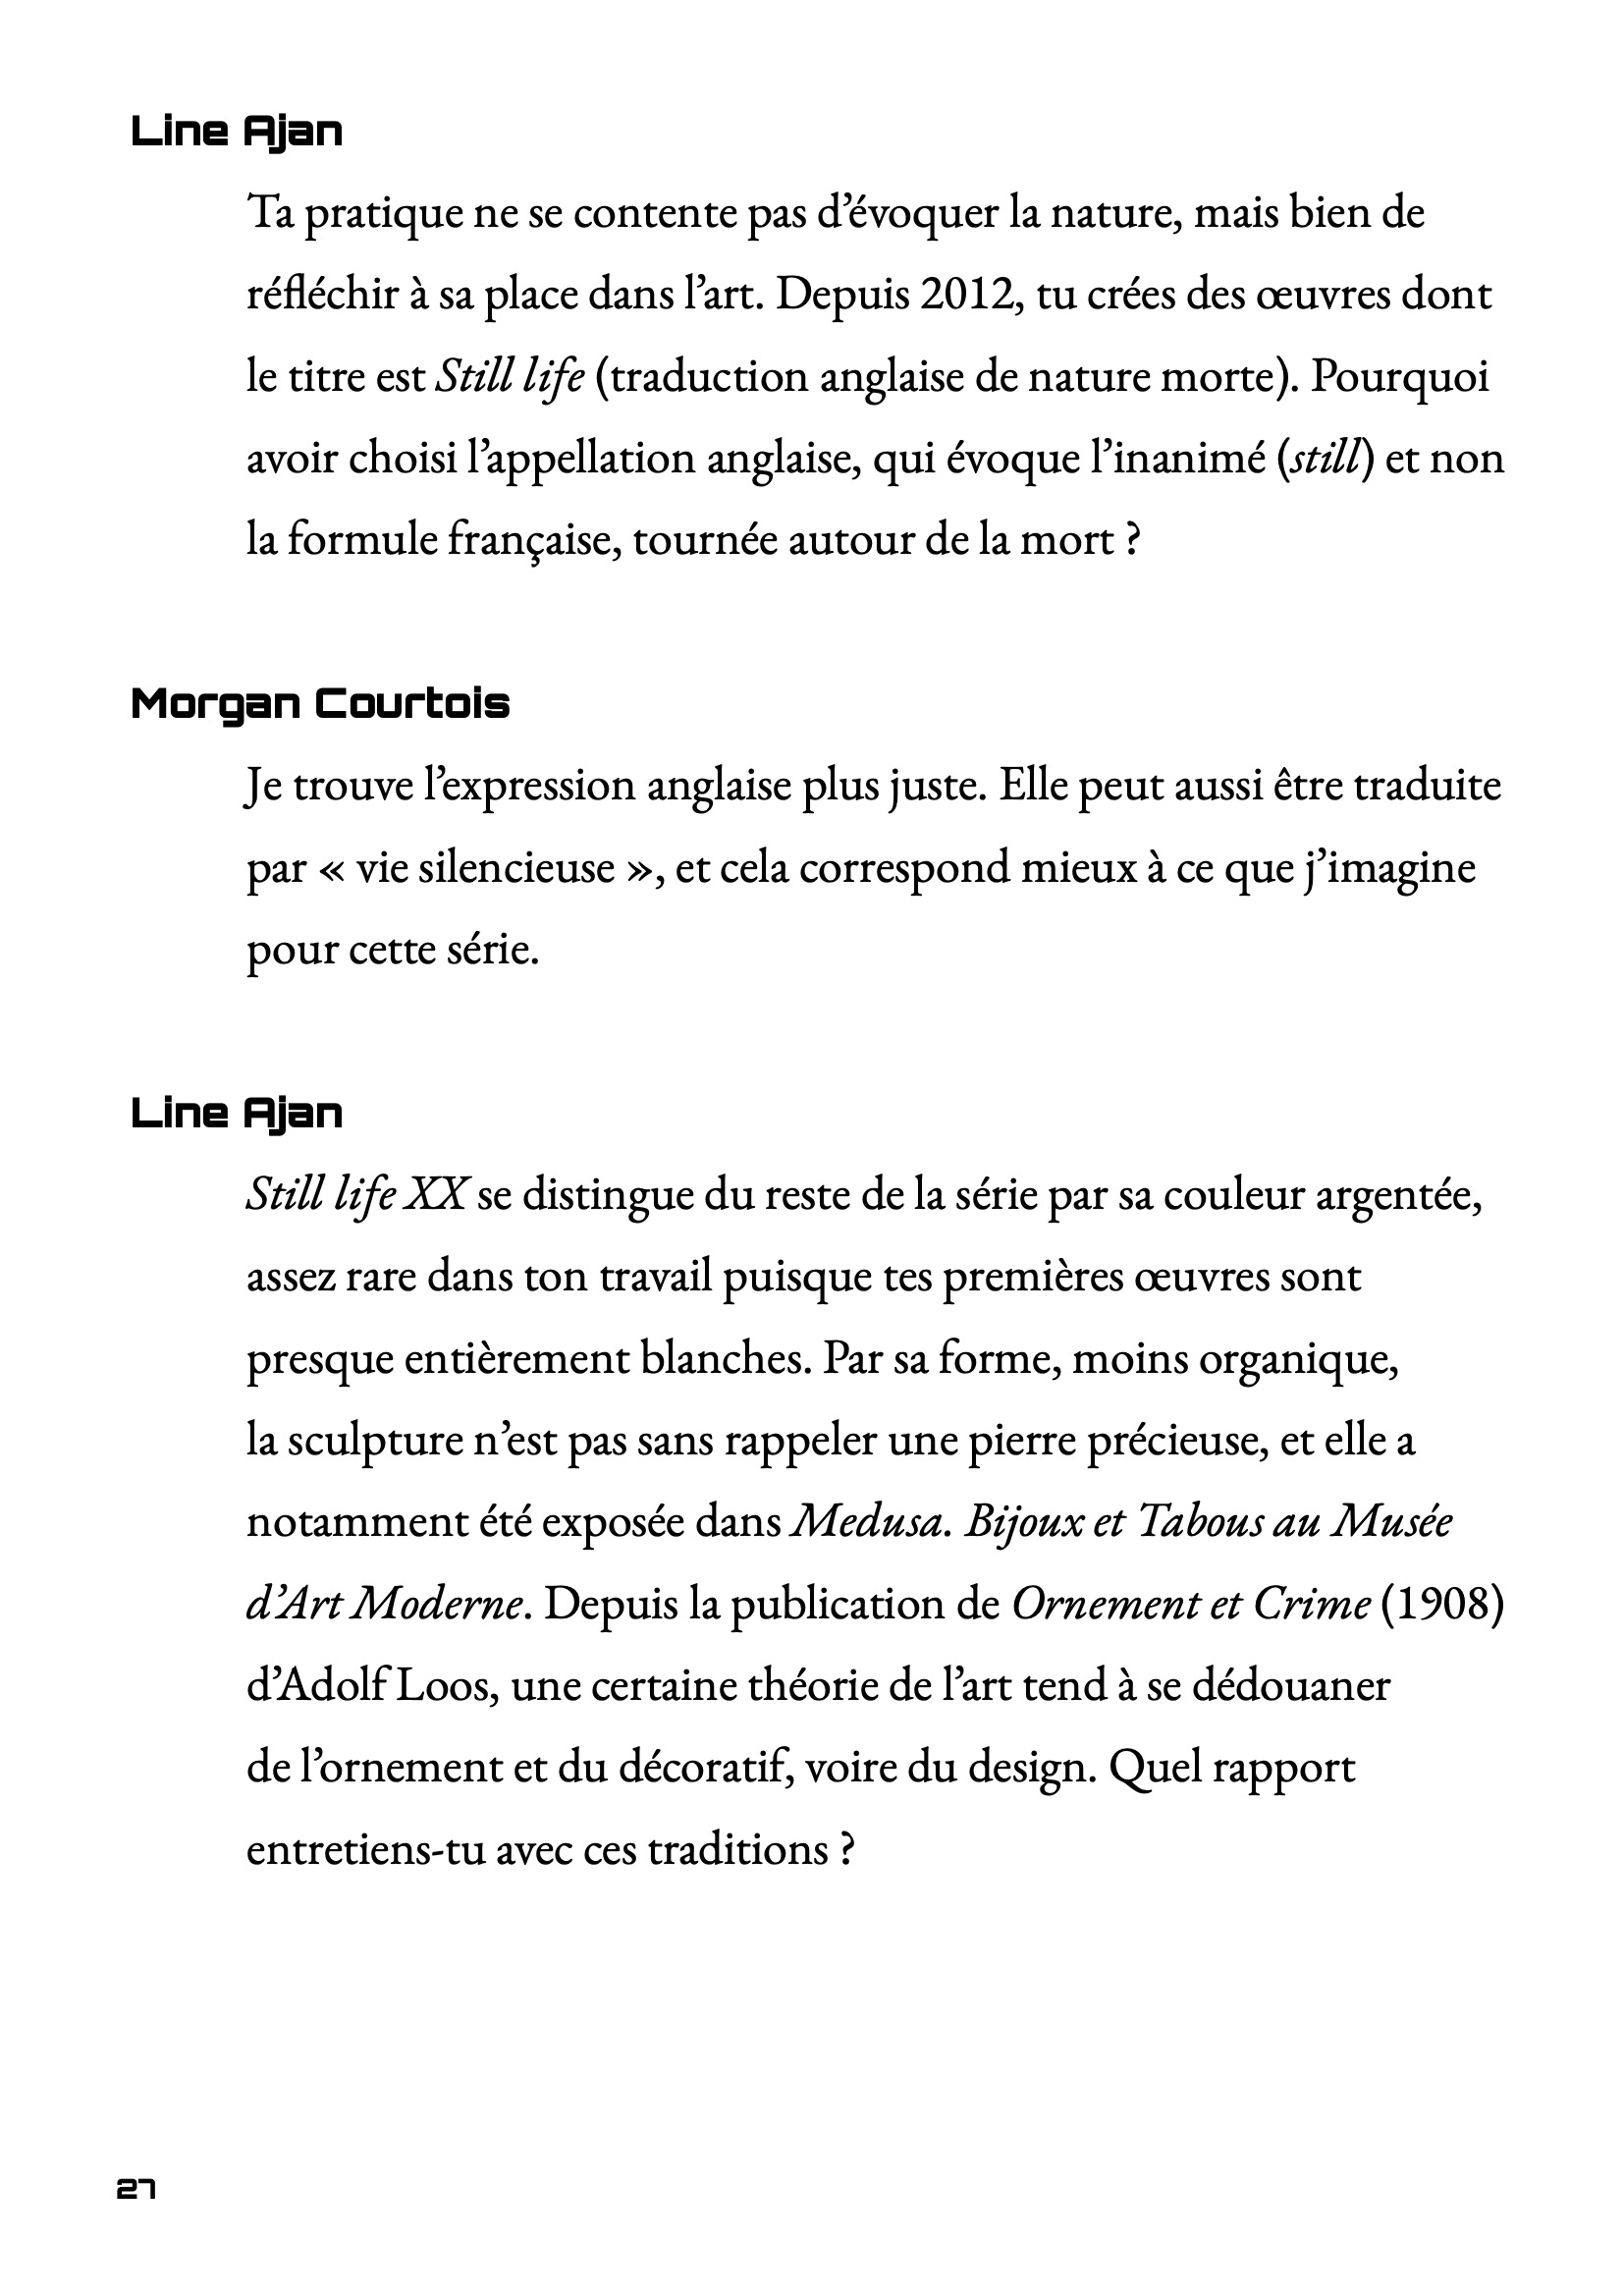 Line Ajan
Ta pratique ne se contente pas d’évoquer la nature, mais bien de
réfléchir à sa place dans l’art. Depuis 2012, tu crées des œuvres dont
le titre est Still life (traduction anglaise de nature morte). Pourquoi
avoir choisi l’appellation anglaise, qui évoque l’inanimé (still) et non
la formule française, tournée autour de la mort ?
Morgan Courtois
Je trouve l’expression anglaise plus juste. Elle peut aussi être traduite
par « vie silencieuse », et cela correspond mieux à ce que j’imagine
pour cette série.
Line Ajan
Still life XX se distingue du reste de la série par sa couleur argentée,
assez rare dans ton travail puisque tes premières œuvres sont
presque entièrement blanches. Par sa forme, moins organique,
la sculpture n’est pas sans rappeler une pierre précieuse, et elle a
notamment été exposée dans Medusa. Bijoux et Tabous au Musée
d’Art Moderne. Depuis la publication de Ornement et Crime (1908)
d’Adolf Loos, une certaine théorie de l’art tend à se dédouaner
de l’ornement et du décoratif, voire du design. Quel rapport
entretiens-tu avec ces traditions ?
27